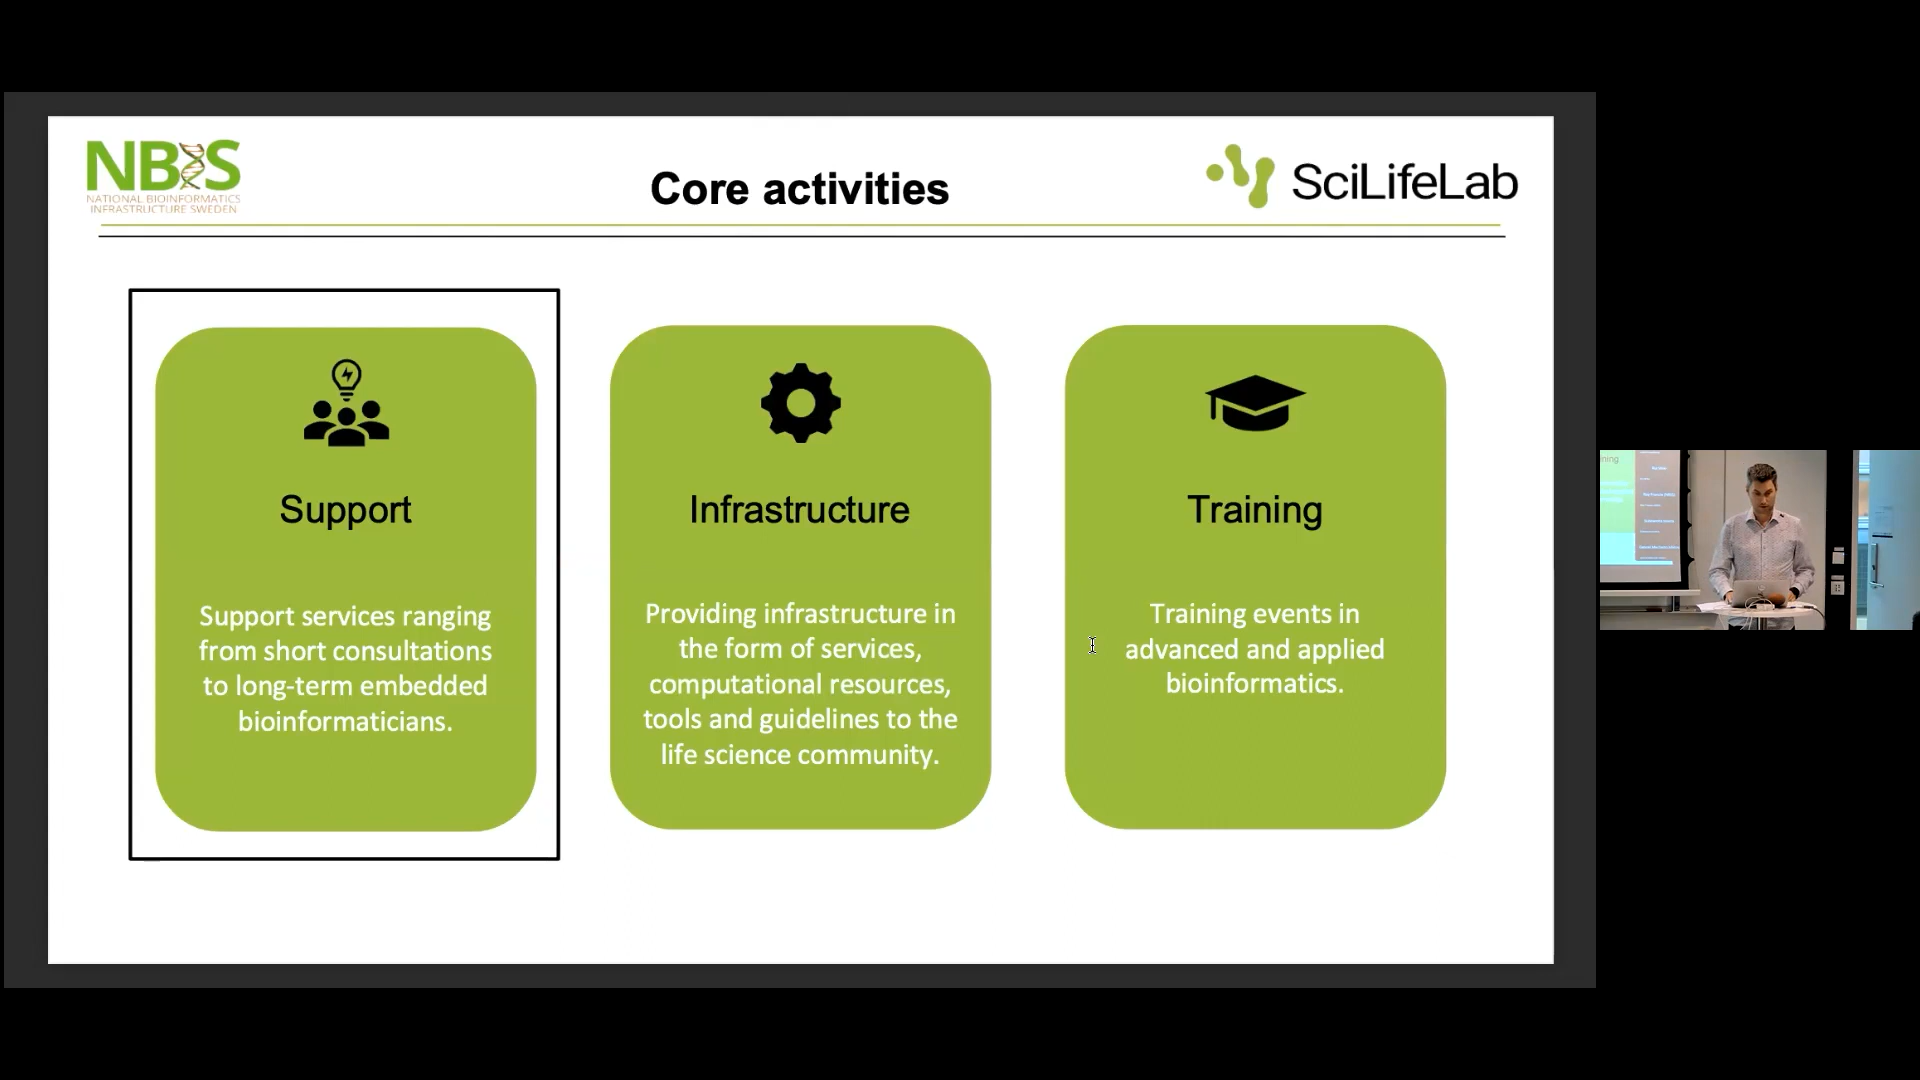 NBIS
NATIONAL BIOINFORMATICS
INFRASTRUCTURE SWEDEN
Core activities
SciLifeLab
Support
Support services ranging
from short consultations
to long-term embedded
bioinformaticians.
Infrastructure
Providing infrastructure in
the form of services,
computational resources,
tools and guidelines to the
life science community.
Training
Training events in
advanced and applied
bioinformatics.